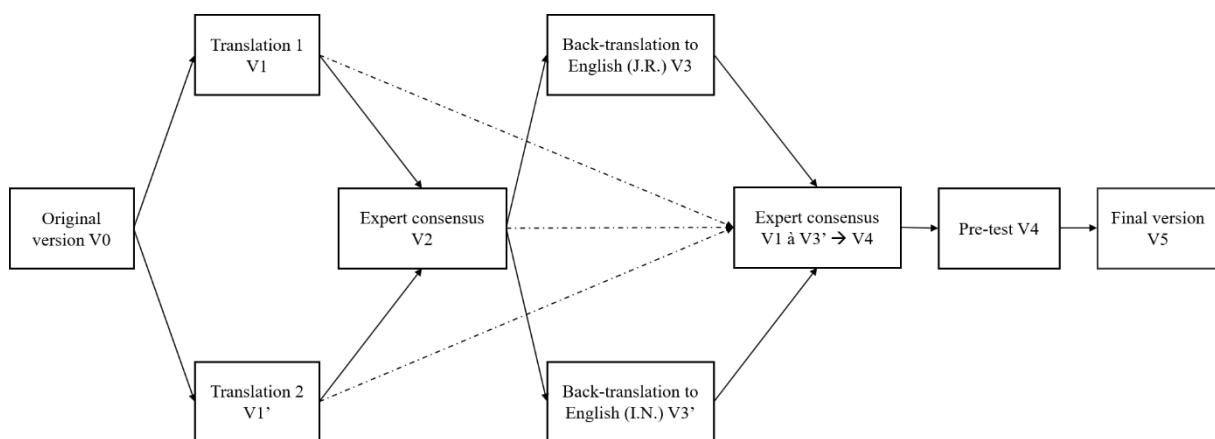 Original
version V0
Translation 1
V1
Translation 2
V1’
Expert consensus
V2
Back-translation to
English (J.R.) V3
Back-translation to
English (I.N.) V3’
Expert consensus
V1 à V3’ → V4
Pre-test V4
Final version
V5